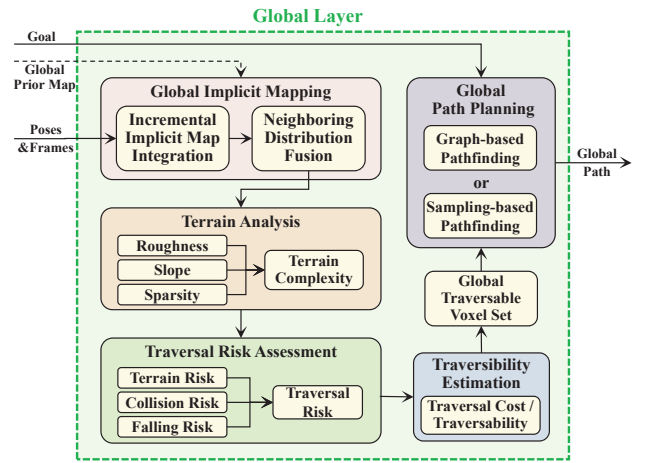 Global Layer
Goal
Global
Prior Map
Poses
&Frames
Global Implicit Mapping
Incremental
Implicit Map
Integration
Neighboring
Distribution
Fusion
Terrain Analysis
Roughness
Slope
Sparsity
Terrain
Complexity
Traversal Risk Assessment
Terrain Risk
Collision Risk
Falling Risk
Traversal
Risk
Traversibility
Estimation
Traversal Cost /
Traversability
Global
Traversable
Voxel Set
Global
Path Planning
Graph-based
Pathfinding
or
Sampling-based
Pathfinding
Global
Path